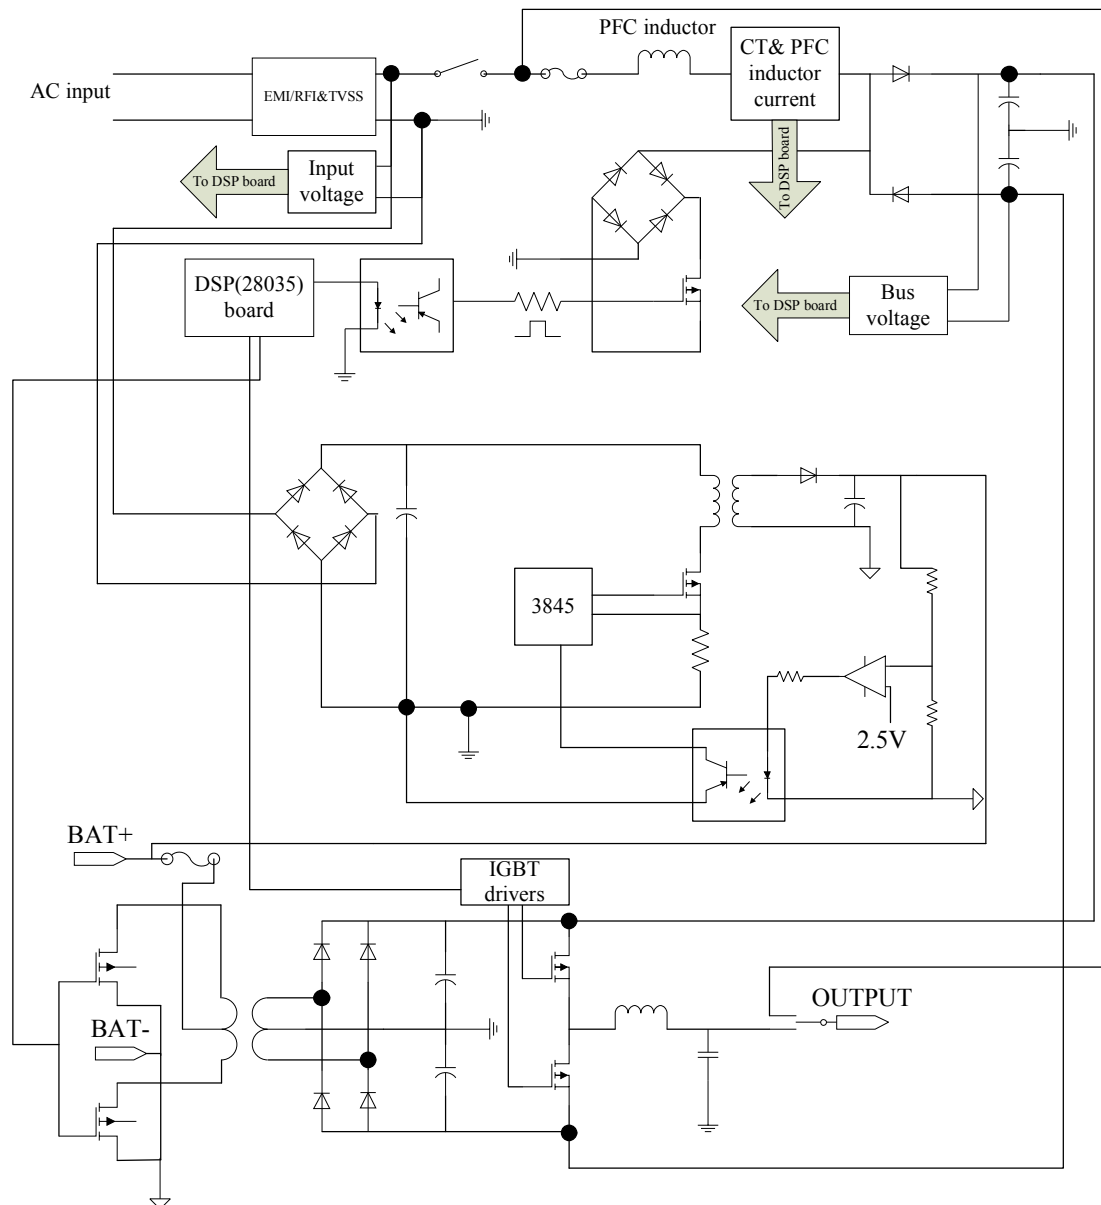 PFC inductor
CT& PFC
inductor
current
AC input
EMI/RFI&TVSS
Input
voltage
To DSP board
To DSP board
DSP(28035)
board
To DSP board
Bus
voltage
3845
2.5V
BAT+
IGBT
drivers
BAT-
OUTPUT